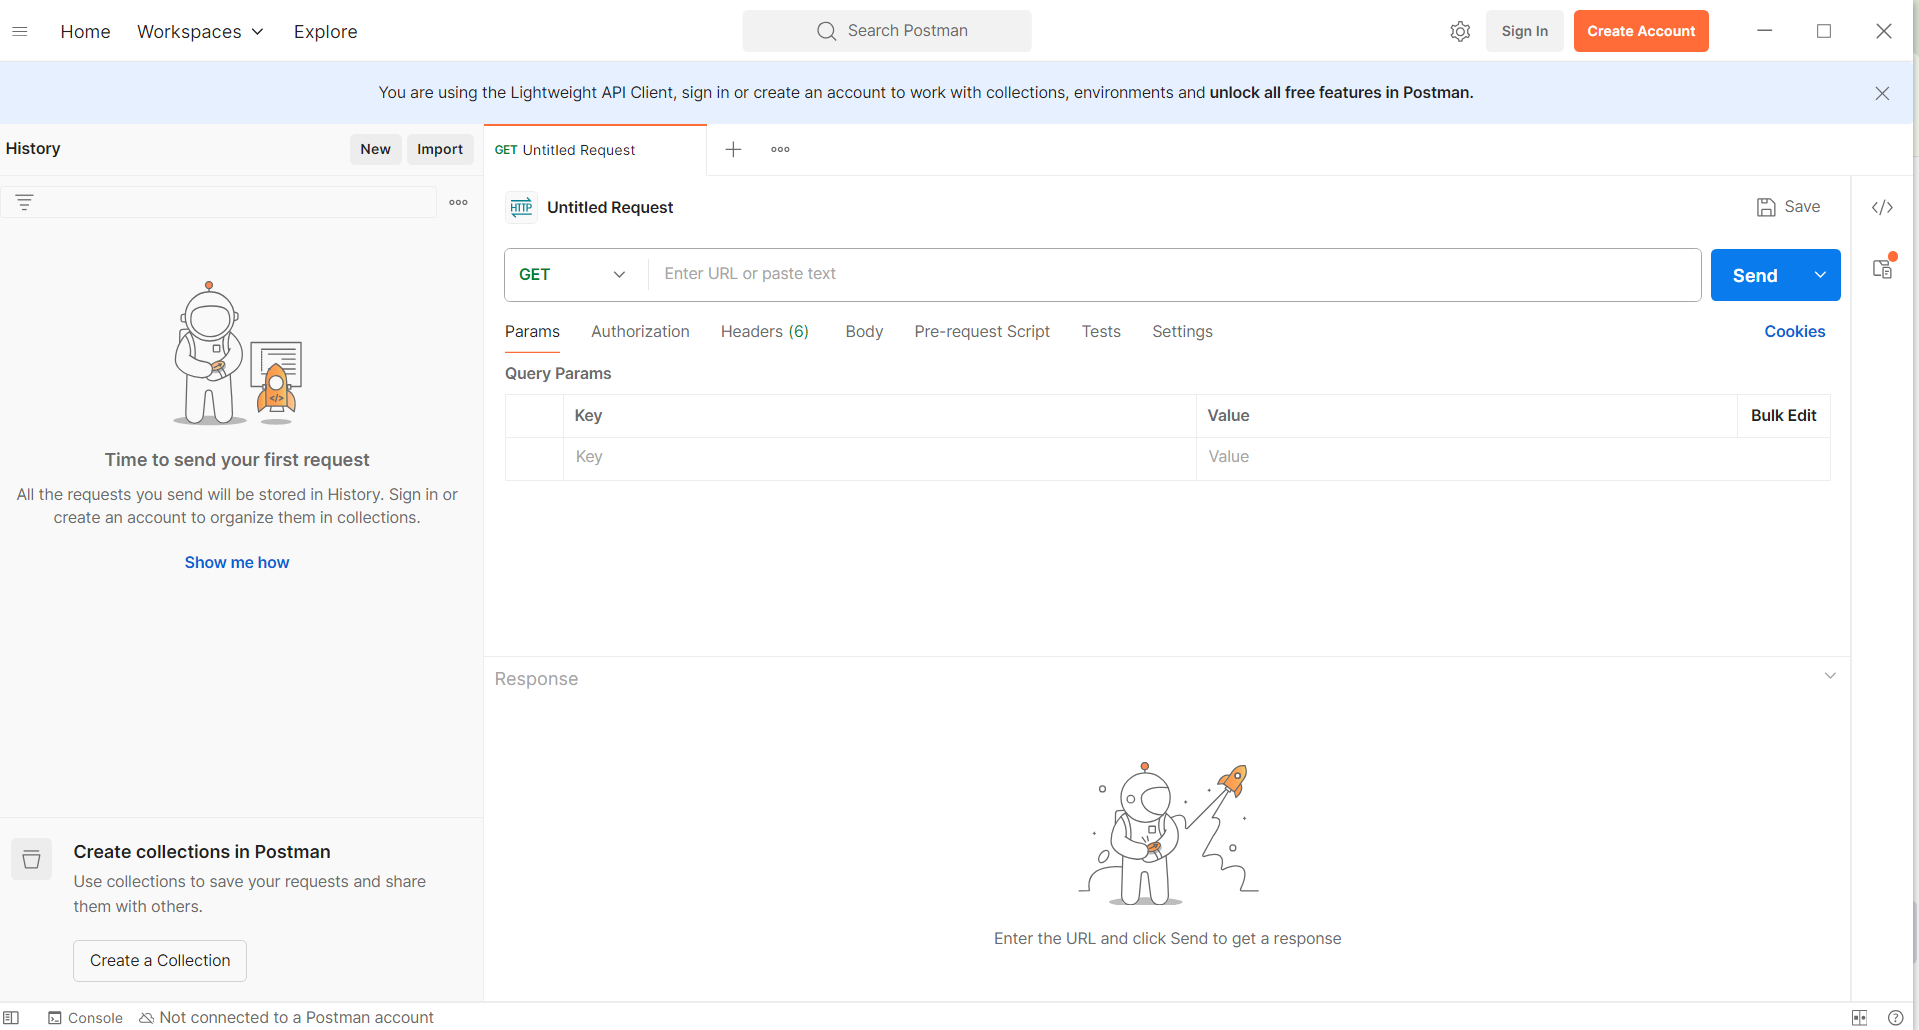 Home Workspaces Explore Search Postman Sign In Create Account
You are using the Lightweight API Client, sign in or create an account to work with collections, environments and unlock all free features in Postman.
History New Import
GET Untitled Request
HTTP Untitled Request Save
GET Enter URL or paste text Send
Params Authorization Headers (6) Body Pre-request Script Tests Settings Cookies
Query Params
Key Value Bulk Edit
Key Value
Time to send your first request
All the requests you send will be stored in History. Sign in or
create an account to organize them in collections.
Show me how
Response
Enter the URL and click Send to get a response
Create collections in Postman
Use collections to save your requests and share
them with others.
Create a Collection
Console Not connected to a Postman account